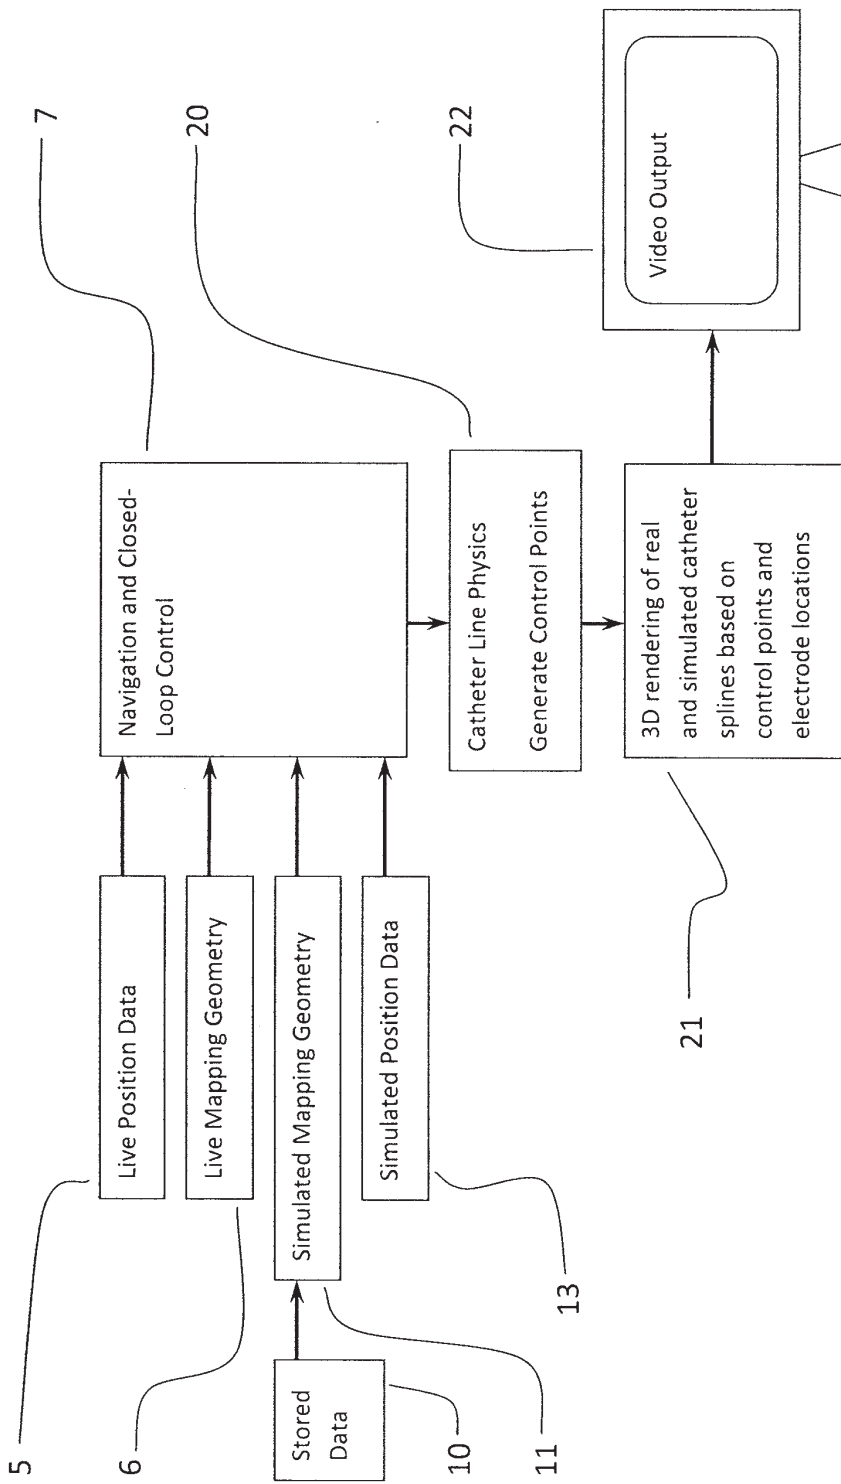 5
Live Position Data
6
Live Mapping Geometry
Stored
Data
10
Simulated Mapping Geometry
11
Simulated Position Data
13
Navigation and Closed-
Loop Control
7
Catheter Line Physics
Generate Control Points
20
3D rendering of real
and simulated catheter
splines based on
control points and
electrode locations
21
Video Output
22